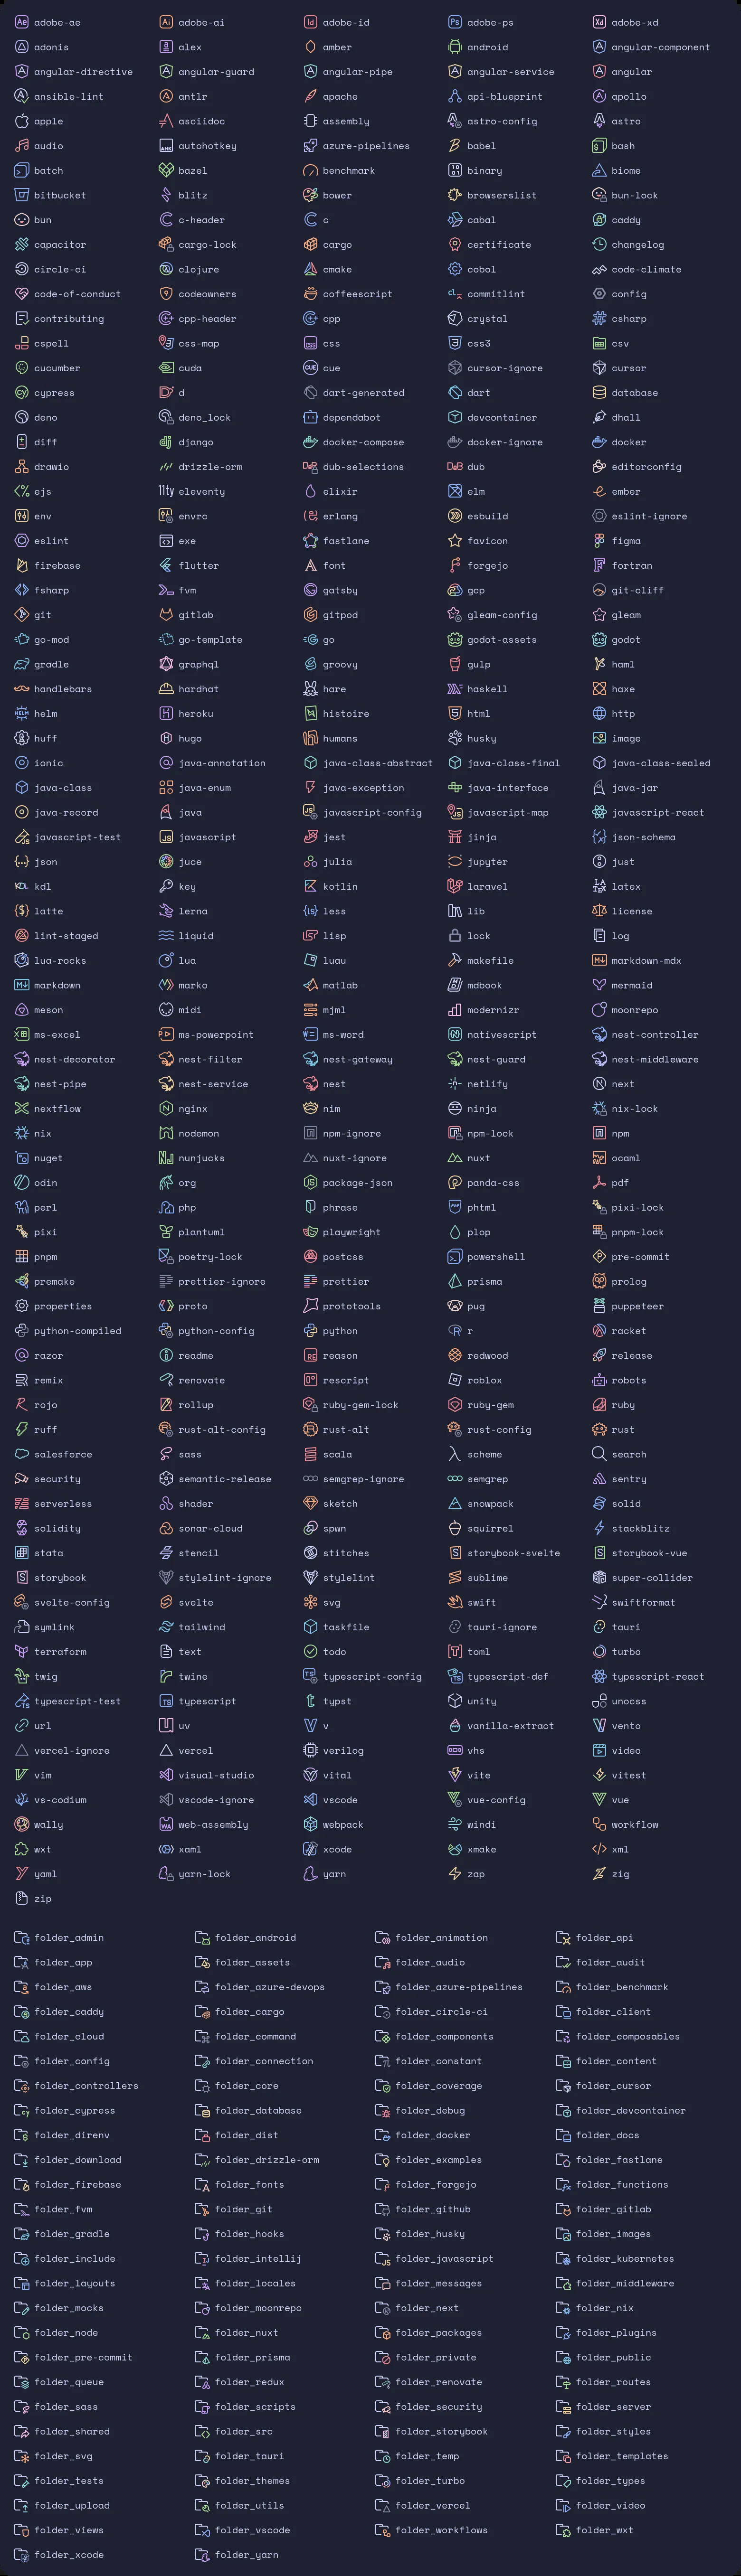 adobe-ae adobe-ai adobe-id adobe-ps adobe-xd
adonis alex amber android angular-component
angular-directive angular-guard angular-pipe angular-service angular
ansible-lint antlr apache api-blueprint apollo
apple asciidoc assembly astro-config astro
audio autohotkey azure-pipelines babel bash
batch bazel benchmark binary biome
bitbucket blitz bower browserslist bun-lock
bun c-header c cabal caddy
capacitor cargo-lock cargo certificate changelog
circle-ci clojure cmake cobol code-climate
code-of-conduct codeowners coffeescript commitlint config
contributing cpp-header cpp crystal csharp
cspell css-map css css3 csv
cucumber cuda cue cursor-ignore cursor
cypress d dart-generated dart database
deno deno_lock dependabot devcontainer dhall
diff django docker-compose docker-ignore docker
drawio drizzle-orm dub-selections dub editorconfig
ejs eleventy elixir elm ember
env envrc erlang esbuild eslint-ignore
eslint exe fastlane favicon figma
firebase flutter font forgejo fortran
fsharp fvm gatsby gcp git-cliff
git gitlab gitpod gleam-config gleam
go-mod go-template go godot-assets godot
gradle graphql groovy gulp haml
handlebars hardhat hare haskell haxe
helm heroku histoire html http
huff hugo humans husky image
ionic java-annotation java-class-abstract java-class-final java-class-sealed
java-class java-enum java-exception java-interface java-jar
java-record java javascript-config javascript-map javascript-react
javascript-test javascript jest jinja json-schema
json juce julia jupyter just
kdl key kotlin laravel latex
latte lerna less lib license
lint-staged liquid lisp lock log
lua-rocks lua luau makefile markdown-mdx
markdown marko matlab mdbook mermaid
meson midi mjml modernizr moonrepo
ms-excel ms-powerpoint ms-word nativescript nest-controller
nest-decorator nest-filter nest-gateway nest-guard nest-middleware
nest-pipe nest-service nest netlify next
nextflow nginx nim ninja nix-lock
nix nodemon npm-ignore npm-lock npm
nuget nunjucks nuxt-ignore nuxt ocaml
odin org package-json panda-css pdf
perl php phrase phtml pixi-lock
pixi plantuml playwright plop pnpm-lock
pnpm poetry-lock postcss powershell pre-commit
premake prettier-ignore prettier prisma prolog
properties proto prototools pug puppeteer
python-compiled python-config python r racket
razor readme reason redwood release
remix renovate rescript roblox robots
rojo rollup ruby-gem-lock ruby-gem ruby
ruff rust-alt-config rust-alt rust-config rust
salesforce sass scala scheme search
security semantic-release semgrep-ignore semgrep sentry
serverless shader sketch snowpack solid
solidity sonar-cloud spwn squirrel stackblitz
stata stencil stitches storybook-svelte storybook-vue
storybook stylelint-ignore stylelint sublime super-collider
svelte-config svelte svg swift swiftformat
symlink tailwind taskfile tauri-ignore tauri
terraform text todo toml turbo
twig twine typescript-config typescript-def typescript-react
typescript-test typescript typst unity unocss
url uv v vanilla-extract vento
vercel-ignore vercel verilog vhs video
vim visual-studio vital vite vitest
vs-codium vscode-ignore vscode vue-config vue
wally web-assembly webpack windi workflow
wxt xaml xcode xmake xml
yaml yarn-lock yarn zap zig
zip
folder_admin folder_android folder_animation folder_api
folder_app folder_assets folder_audio folder_audit
folder_aws folder_azure-devops folder_azure-pipelines folder_benchmark
folder_caddy folder_cargo folder_circle-ci folder_client
folder_cloud folder_command folder_components folder_composables
folder_config folder_connection folder_constant folder_content
folder_controllers folder_core folder_coverage folder_cursor
folder_cypress folder_database folder_debug folder_devcontainer
folder_direnv folder_dist folder_docker folder_docs
folder_download folder_drizzle-orm folder_examples folder_fastlane
folder_firebase folder_fonts folder_forgejo folder_functions
folder_fvm folder_git folder_github folder_gitlab
folder_gradle folder_hooks folder_husky folder_images
folder_include folder_intellij folder_javascript folder_kubernetes
folder_layouts folder_locales folder_messages folder_middleware
folder_mocks folder_moonrepo folder_next folder_nix
folder_node folder_nuxt folder_packages folder_plugins
folder_pre-commit folder_prisma folder_private folder_public
folder_queue folder_redux folder_renovate folder_routes
folder_sass folder_scripts folder_security folder_server
folder_shared folder_src folder_storybook folder_styles
folder_svg folder_tauri folder_temp folder_templates
folder_tests folder_themes folder_turbo folder_types
folder_upload folder_utils folder_vercel folder_video
folder_views folder_vscode folder_workflows folder_wxt
folder_xcode folder_yarn